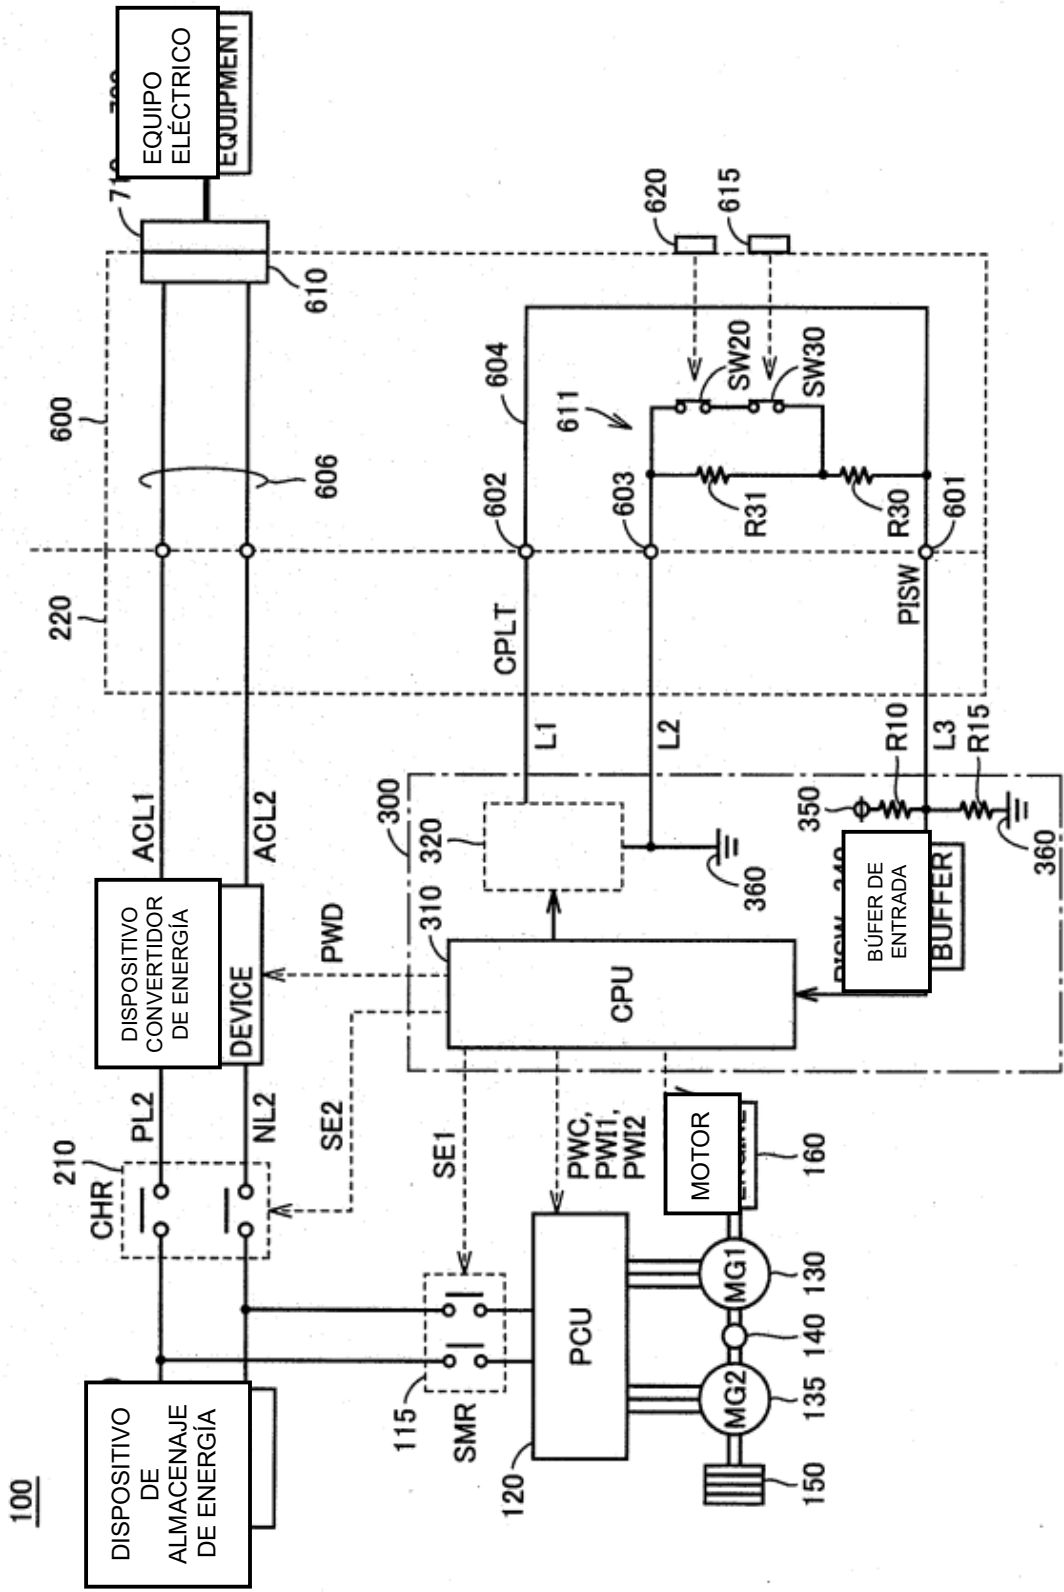 100
DISPOSITIVO
DE
ALMACENAJE
DE ENERGÍA
CHR
210
PL2
NL2
DISPOSITIVO
CONVERTIDOR
DE ENERGÍA
DEVICE
ACL1
ACL2
220
600
606
610
EQUIPO
ELÉCTRICO
EQUIPMENT
115
SMR
SE1
SE2
PWD
120
PCU
PWC,
PWI1,
PWI2
300
310
CPU
320
360
L1
CPLT
602
604
L2
603
611
SW20
SW30
R31
R30
620
615
PISW
601
L3
R10
R15
350
360
BÚFER DE
ENTRADA
BUFFER
MOTOR
160
MG1
130
140
MG2
135
150